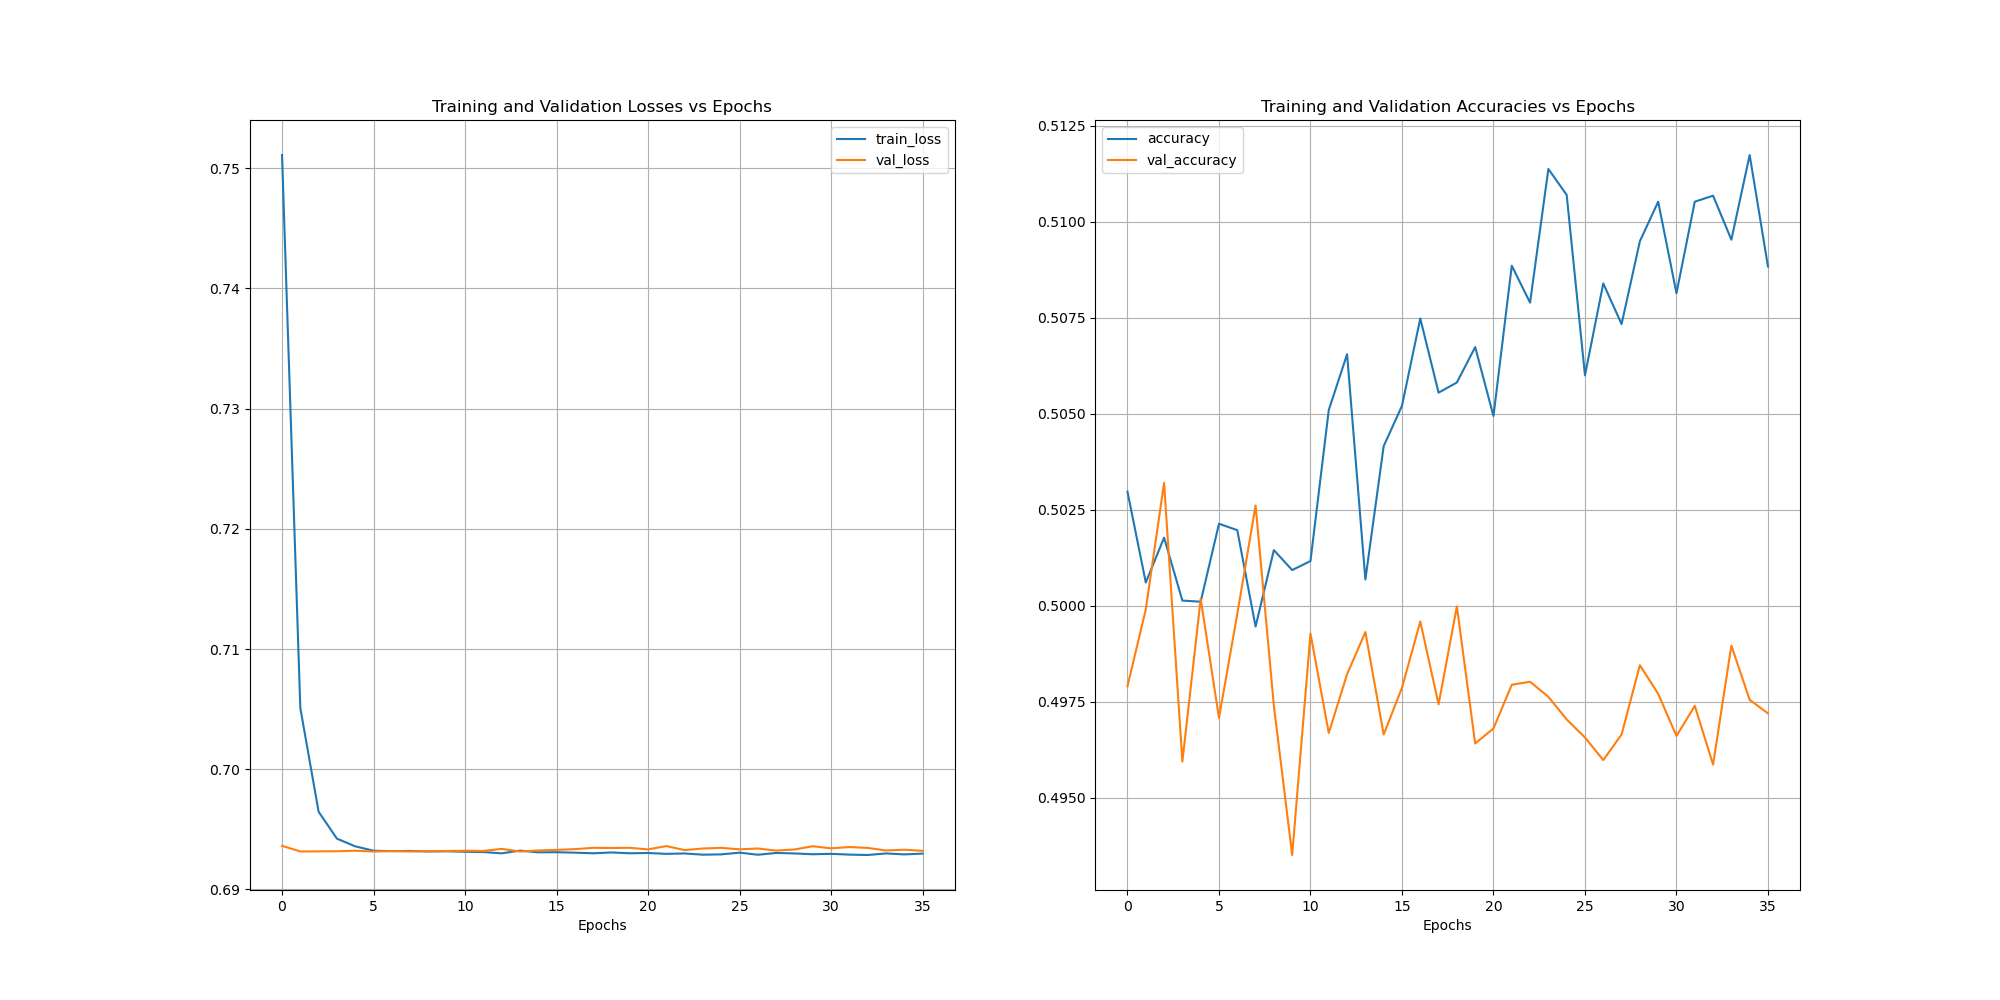 Training and Validation Losses vs Epochs
train_loss
val_loss
0.75
0.74
0.73
0.72
0.71
0.70
0.69
0 5 10 15 20 25 30 35
Epochs
Training and Validation Accuracies vs Epochs
accuracy
val_accuracy
0.5125
0.5100
0.5075
0.5050
0.5025
0.5000
0.4975
0.4950
0 5 10 15 20 25 30 35
Epochs